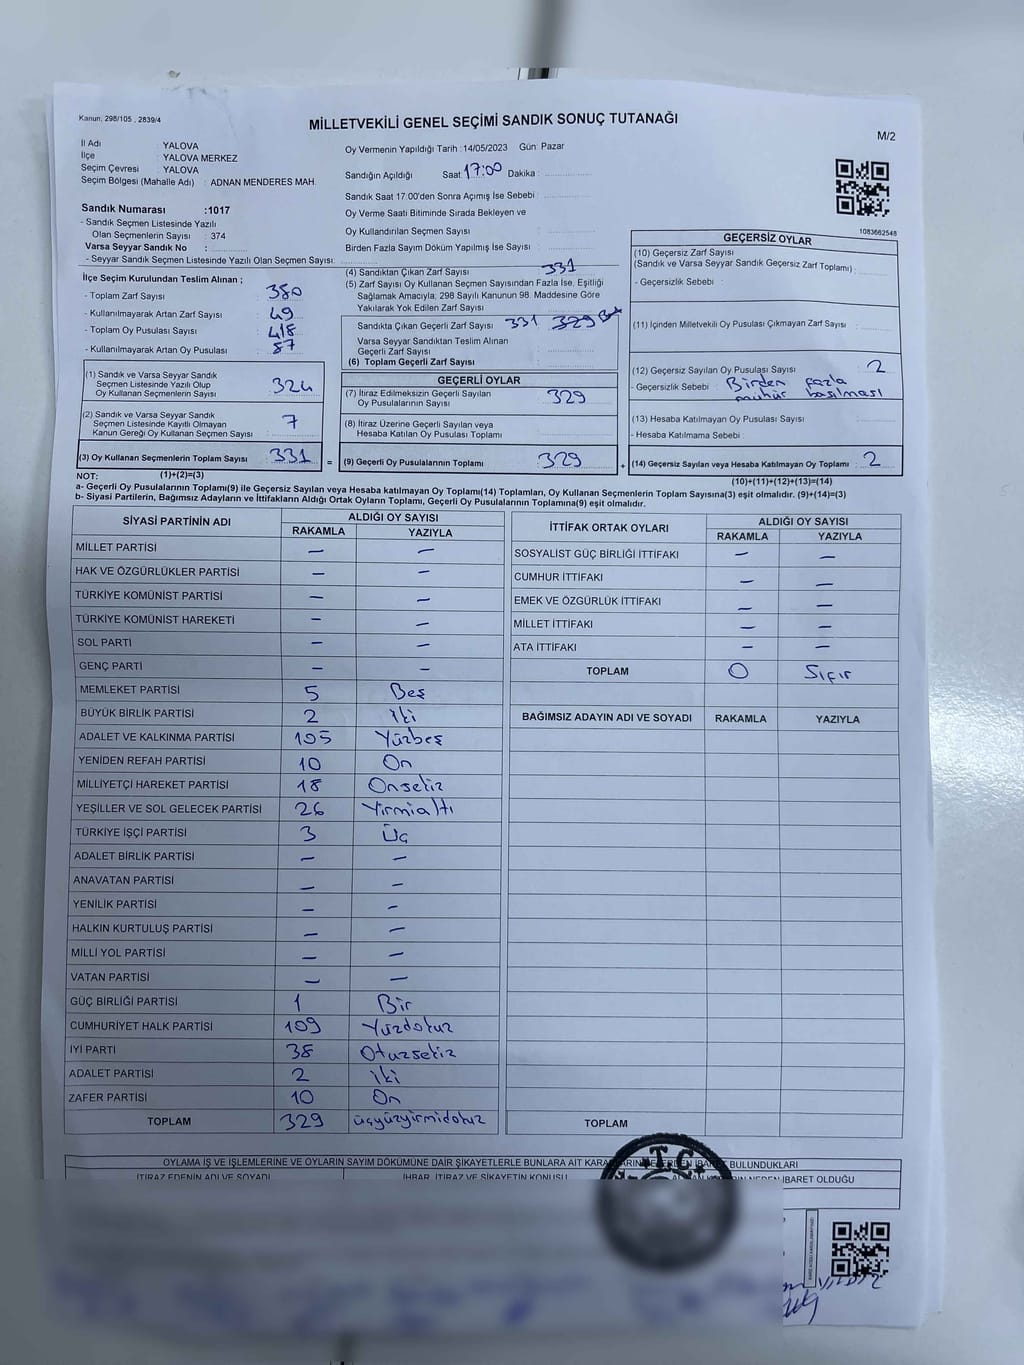 Kanun, 298/105 , 2839/4
MİLLETVEKİLİ GENEL SEÇİMİ SANDIK SONUÇ TUTANAĞI
M/2
İl Adı YALOVA
İlçe YALOVA MERKEZ
Seçim Çevresi YALOVA
Seçim Bölgesi (Mahalle Adı) : ADNAN MENDERES MAH.
Sandık Numarası :1017
- Sandık Seçmen Listesinde Yazılı
Olan Seçmenlerin Sayısı : 374
Varsa Seyyar Sandık No :
- Seyyar Sandık Seçmen Listesinde Yazılı Olan Seçmen Sayısı:
Oy Vermenin Yapıldığı Tarih :14/05/2023 Gün: Pazar
Sandığın Açıldığı Saat: 17:00 Dakika :
Sandık Saat 17:00'den Sonra Açımış İse Sebebi :
Oy Verme Saati Bitiminde Sırada Bekleyen ve
Oy Kullandırılan Seçmen Sayısı :
Birden Fazla Sayım Döküm Yapılmış İse Sayısı :
1083662548
İlçe Seçim Kurulundan Teslim Alınan ;
- Toplam Zarf Sayısı : 380
- Kullanılmayarak Artan Zarf Sayısı : 49
- Toplam Oy Pusulası Sayısı : 418
- Kullanılmayarak Artan Oy Pusulası : 87
(1) Sandık ve Varsa Seyyar Sandık
Seçmen Listesinde Yazılı Olup
Oy Kullanan Seçmen Sayısı : 324
(2) Sandık ve Varsa Seyyar Sandık
Seçmen Listesinde Kayıtlı Olmayan
Kanun Gereği Oy Kullanan Seçmen Sayısı : 7
(3) Oy Kullanan Seçmenlerin Toplam Sayısı : 331
(1)+(2)=(3)
(4) Sandıktan Çıkan Zarf Sayısı : 331
(5) Zarf Sayısı Oy Kullanan Seçmen Sayısından Fazla İse, Eşitliği
Sağlamak Amacıyla, 298 Sayılı Kanunun 98. Maddesine Göre
Yakılarak Yok Edilen Zarf Sayısı :
Sandıkta Çıkan Geçerli Zarf Sayısı : 331 329
Varsa Seyyar Sandıktan Teslim Alınan
Geçerli Zarf Sayısı :
(6) Toplam Geçerli Zarf Sayısı :
GEÇERLİ OYLAR
(7) İtiraz Edilmeksizin Geçerli Sayılan
Oy Pusulalarının Sayısı : 329
(8) İtiraz Üzerine Geçerli Sayılan veya
Hesaba Katılan Oy Pusulası Toplamı :
= (9) Geçerli Oy Pusulalarının Toplamı : 329
GEÇERSİZ OYLAR
(10) Geçersiz Zarf Sayısı
(Sandık ve Varsa Seyyar Sandık Geçersiz Zarf Toplamı) :
- Geçersizlik Sebebi :
(11) İçinden Milletvekili Oy Pusulası Çıkmayan Zarf Sayısı :
(12) Geçersiz Sayılan Oy Pusulası Sayısı : 2
- Geçersizlik Sebebi : Birden fazla
mühür basılması
(13) Hesaba Katılmayan Oy Pusulası Sayısı :
- Hesaba Katılmama Sebebi :
+ (14) Geçersiz Sayılan veya Hesaba Katılmayan Oy Toplamı : 2
(10)+(11)+(12)+(13)=(14)
NOT:
a- Geçerli Oy Pusulalarının Toplamı(9) ile Geçersiz Sayılan veya Hesaba katılmayan Oy Toplamı(14) Toplamları, Oy Kullanan Seçmenlerin Toplam Sayısına(3) eşit olmalıdır. (9)+(14)=(3)
b- Siyasi Partilerin, Bağımsız Adayların ve İttifakların Aldığı Ortak Oyların Toplamı, Geçerli Oy Pusulalarının Toplamına(9) eşit olmalıdır.
SİYASİ PARTİNİN ADI ALDIĞI OY SAYISI
RAKAMLA YAZIYLA
MİLLET PARTİSİ — —
HAK VE ÖZGÜRLÜKLER PARTİSİ — —
TÜRKİYE KOMÜNİST PARTİSİ — —
TÜRKİYE KOMÜNİST HAREKETİ — —
SOL PARTİ — —
GENÇ PARTİ — —
MEMLEKET PARTİSİ 5 Beş
BÜYÜK BİRLİK PARTİSİ 2 İki
ADALET VE KALKINMA PARTİSİ 105 Yüzbeş
YENİDEN REFAH PARTİSİ 10 On
MİLLİYETÇİ HAREKET PARTİSİ 18 Onsekiz
YEŞİLLER VE SOL GELECEK PARTİSİ 26 Yirmialtı
TÜRKİYE İŞÇİ PARTİSİ 3 Üç
ADALET BİRLİK PARTİSİ — —
ANAVATAN PARTİSİ — —
YENİLİK PARTİSİ — —
HALKIN KURTULUŞ PARTİSİ — —
MİLLİ YOL PARTİSİ — —
VATAN PARTİSİ — —
GÜÇ BİRLİĞİ PARTİSİ 1 Bir
CUMHURİYET HALK PARTİSİ 109 Yüzdokuz
İYİ PARTİ 38 Otuzsekiz
ADALET PARTİSİ 2 İki
ZAFER PARTİSİ 10 On
TOPLAM 329 üçyüzyirmidokuz
İTTİFAK ORTAK OYLARI ALDIĞI OY SAYISI
RAKAMLA YAZIYLA
SOSYALİST GÜÇ BİRLİĞİ İTTİFAKI — —
CUMHUR İTTİFAKI — —
EMEK VE ÖZGÜRLÜK İTTİFAKI — —
MİLLET İTTİFAKI — —
ATA İTTİFAKI — —
TOPLAM 0 Sıfır
BAĞIMSIZ ADAYIN ADI VE SOYADI RAKAMLA YAZIYLA
TOPLAM
OYLAMA İŞ VE İŞLEMLERİNE VE OYLARIN SAYIM DÖKÜMÜNE DAİR ŞİKAYETLERLE BUNLARA AİT BULUNDUKLARI
İTİRAZ EDENİN ADI VE SOYADI İHBAR, İTİRAZ VE ŞİKAYETİN KONUSU İBARET OLDUĞU
T.C.